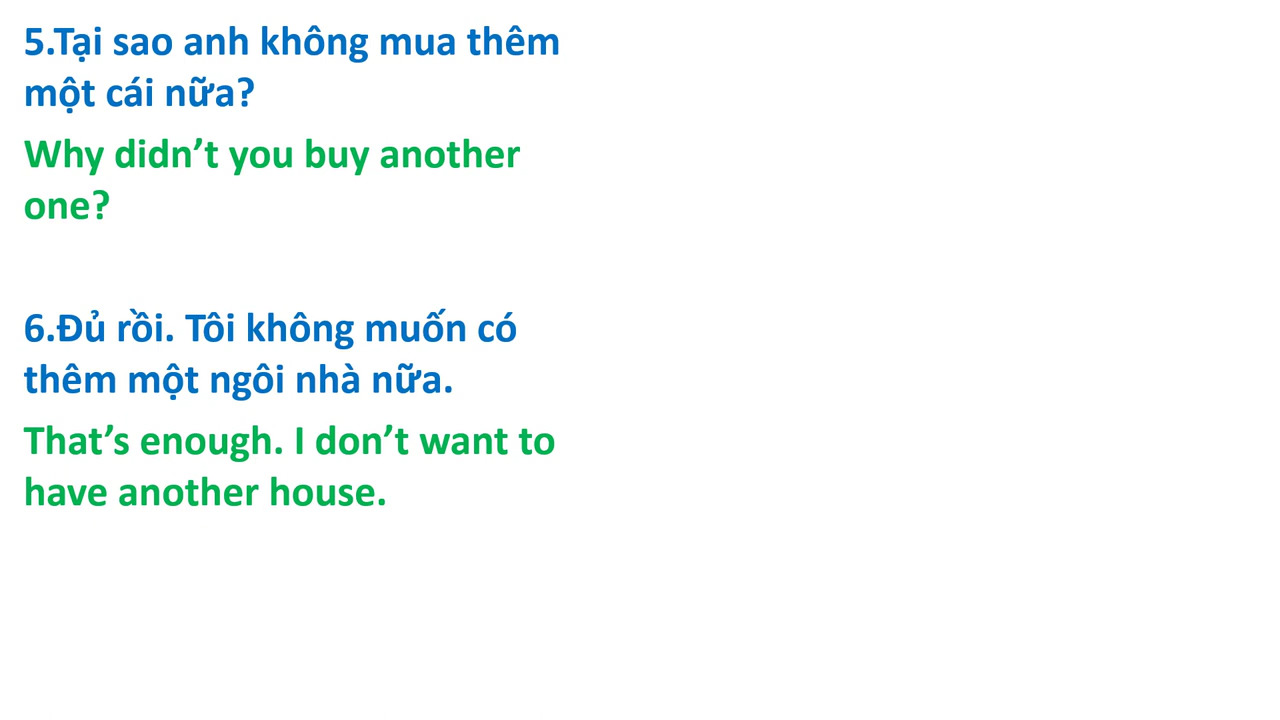 5.Tại sao anh không mua thêm
một cái nữa?
Why didn’t you buy another
one?
6.Đủ rồi. Tôi không muốn có
thêm một ngôi nhà nữa.
That’s enough. I don’t want to
have another house.